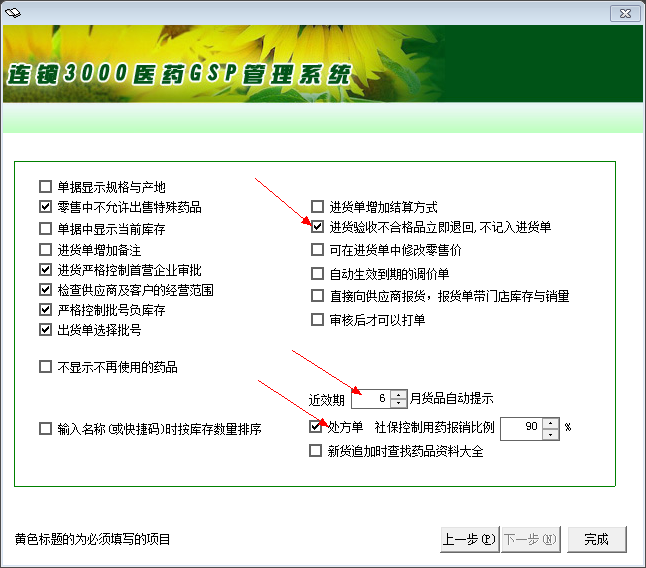 连锁3000医药GSP管理系统
单据显示规格与产地
零售中不允许出售特殊药品
单据中显示当前库存
进货单增加备注
进货严格控制首营企业审批
检查供应商及客户的经营范围
严格控制批号负库存
出货单选择批号
不显示不再使用的药品
输入名称(或快捷码)时按库存数量排序
进货单增加结算方式
进货验收不合格品立即退回,不记入进货单
可在进货单中修改零售价
自动生效到期的调价单
直接向供应商报货，报货单带门店库存与销量
审核后才可以打单
近效期 6 月货品自动提示
处方单 社保控制用药报销比例 90 %
新货追加时查找药品资料大全
黄色标题的为必须填写的项目
上一步(P) 下一步(N) 完成